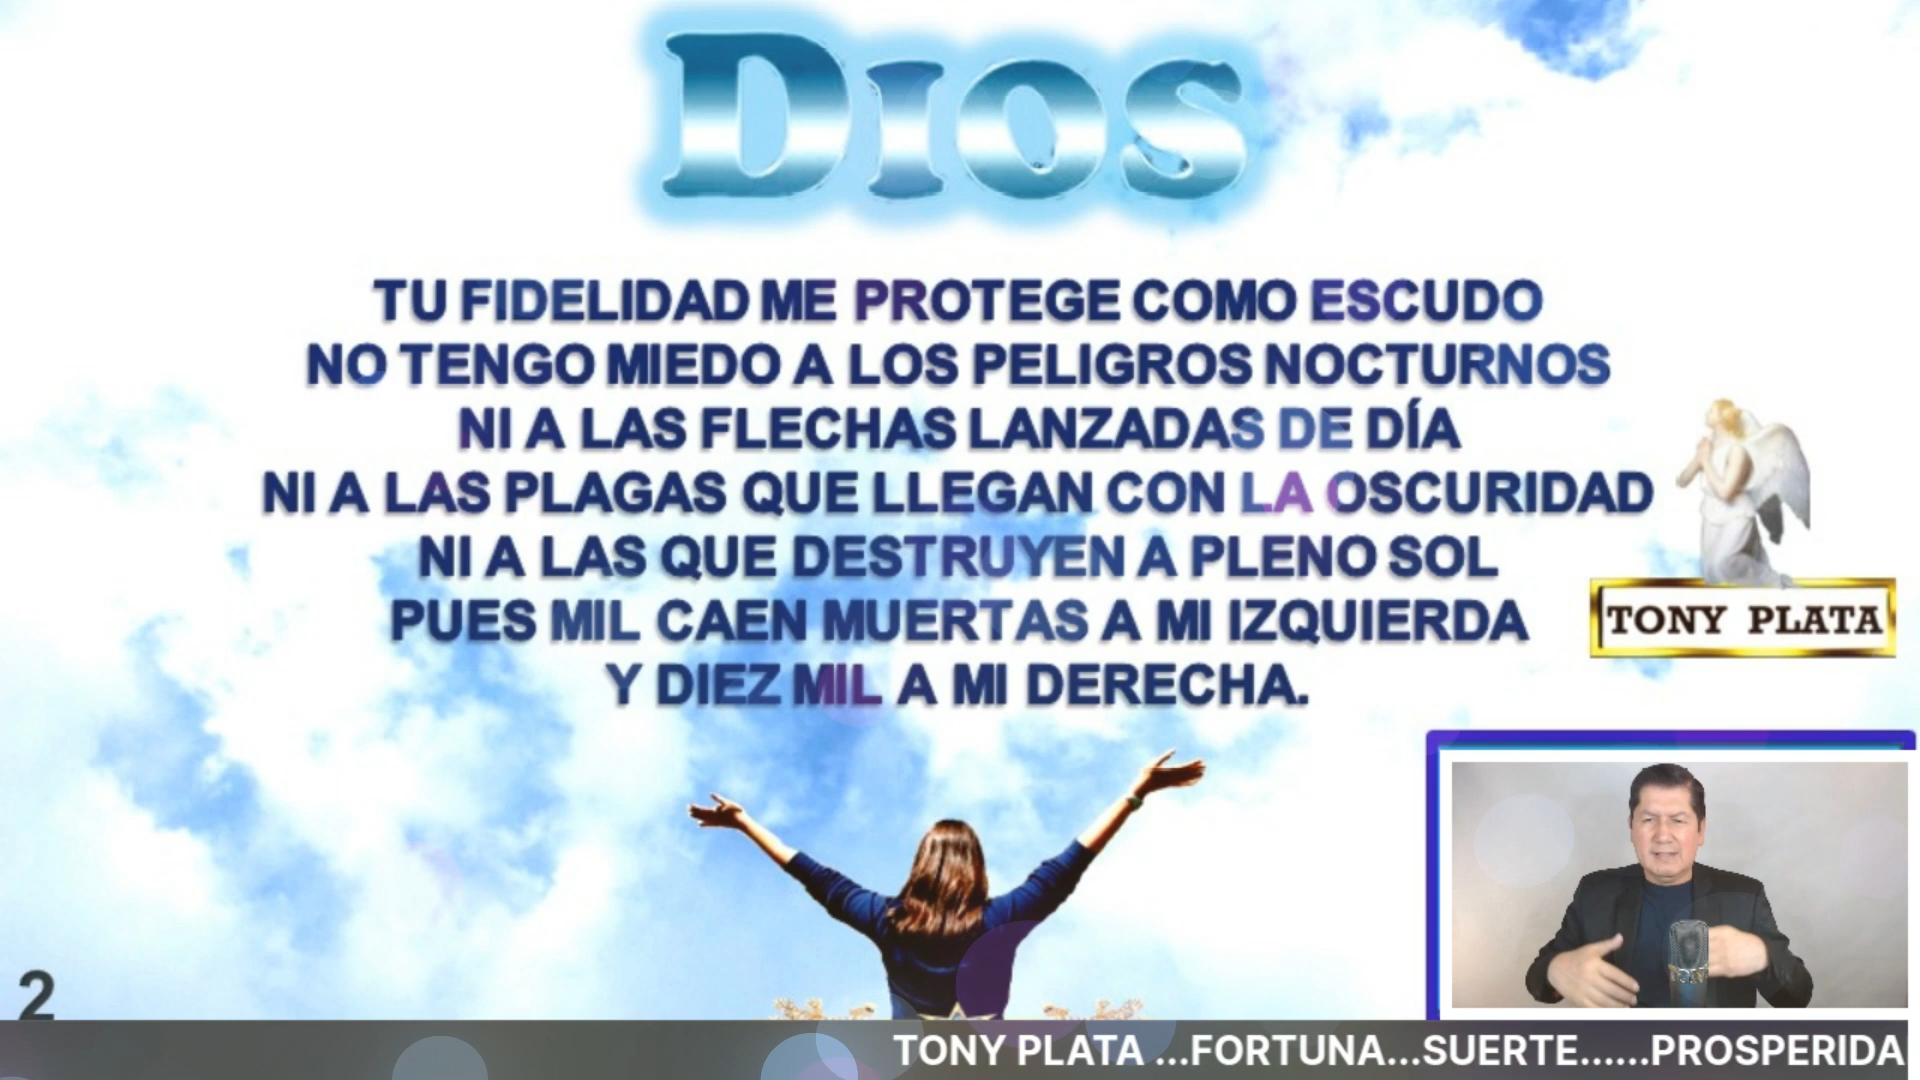 DIOS
TU FIDELIDAD ME PROTEGE COMO ESCUDO
NO TENGO MIEDO A LOS PELIGROS NOCTURNOS
NI A LAS FLECHAS LANZADAS DE DÍA
NI A LAS PLAGAS QUE LLEGAN CON LA OSCURIDAD
NI A LAS QUE DESTRUYEN A PLENO SOL
PUES MIL CAEN MUERTAS A MI IZQUIERDA
Y DIEZ MIL A MI DERECHA.
TONY PLATA
2
TONY PLATA ...FORTUNA...SUERTE......PROSPERIDA